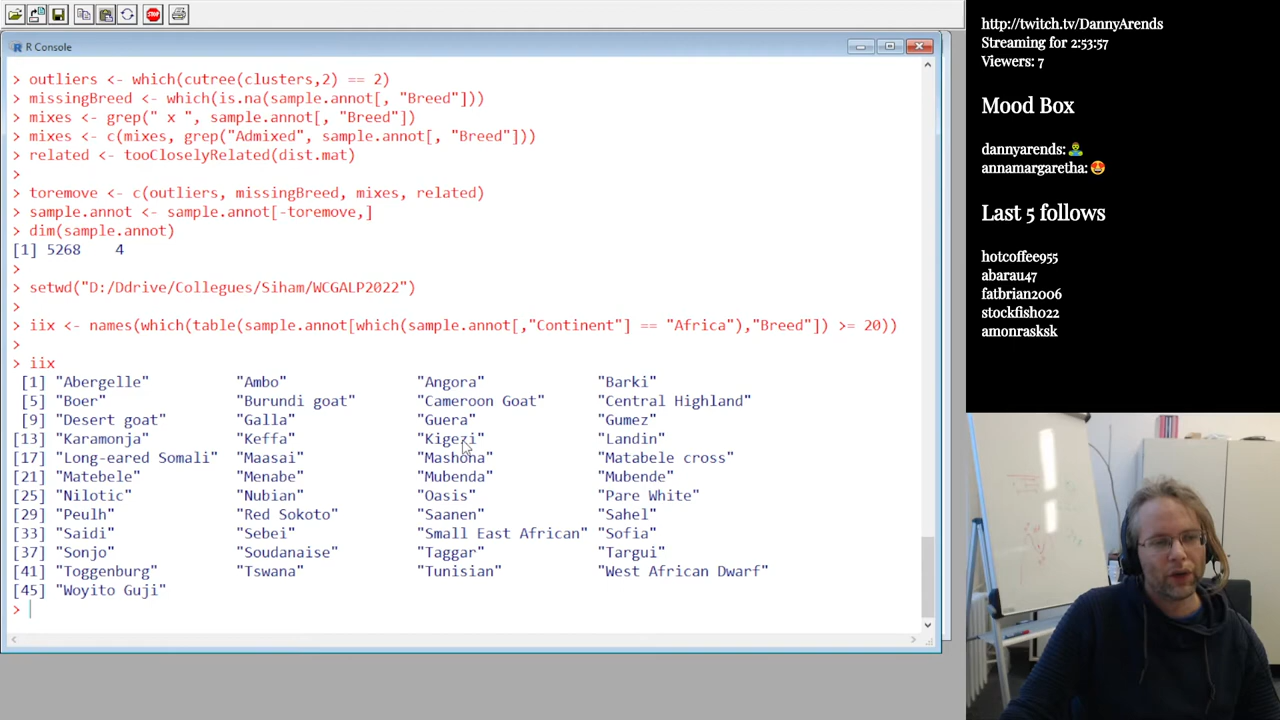 R Console
> outliers <- which(cutree(clusters,2) == 2)
> missingBreed <- which(is.na(sample.annot[, "Breed"]))
> mixes <- grep(" x ", sample.annot[, "Breed"])
> mixes <- c(mixes, grep("Admixed", sample.annot[, "Breed"]))
> related <- tooCloselyRelated(dist.mat)
>
> toremove <- c(outliers, missingBreed, mixes, related)
> sample.annot <- sample.annot[-toremove,]
> dim(sample.annot)
[1] 5268    4
>
> setwd("D:/Ddrive/Collegues/Siham/WCGALP2022")
>
> iix <- names(which(table(sample.annot[which(sample.annot[,"Continent"] == "Africa"),"Breed"]) >= 20))
>
> iix
[1] "Abergelle" "Ambo" "Angora" "Barki"
[5] "Boer" "Burundi goat" "Cameroon Goat" "Central Highland"
[9] "Desert goat" "Galla" "Guera" "Gumez"
[13] "Karamonja" "Keffa" "Kigezi" "Landin"
[17] "Long-eared Somali" "Maasai" "Mashona" "Matabele cross"
[21] "Matebele" "Menabe" "Mubenda" "Mubende"
[25] "Nilotic" "Nubian" "Oasis" "Pare White"
[29] "Peulh" "Red Sokoto" "Saanen" "Sahel"
[33] "Saidi" "Sebei" "Small East African" "Sofia"
[37] "Sonjo" "Soudanaise" "Taggar" "Targui"
[41] "Toggenburg" "Tswana" "Tunisian" "West African Dwarf"
[45] "Woyito Guji"
>
http://twitch.tv/DannyArends
Streaming for 2:53:57
Viewers: 7
Mood Box
dannyarends: 🧟‍♂️
annamargaretha: 😍
Last 5 follows
hotcoffee955
abarau47
fatbrian2006
stockfish022
amonrasksk
STOP